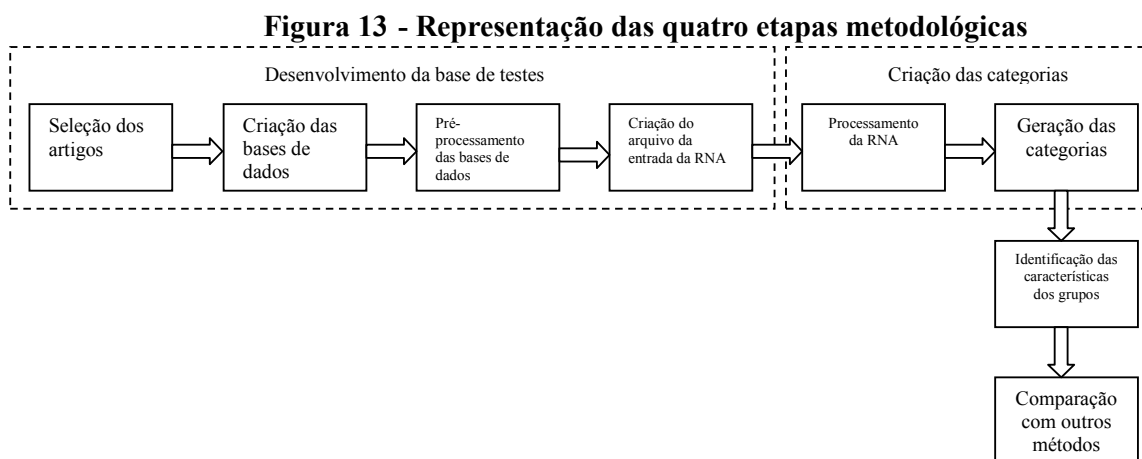 Figura 13 - Representação das quatro etapas metodológicas
Desenvolvimento da base de testes
Criação das categorias
Seleção dos
artigos
Criação das
bases de
dados
Pré-
processamento
das bases de
dados
Criação do
arquivo da
entrada da RNA
Processamento
da RNA
Geração das
categorias
Identificação das
características
dos grupos
Comparação
com outros
métodos